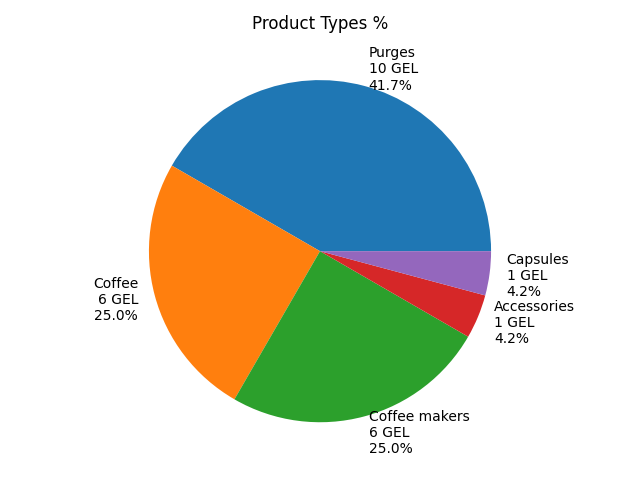 Product Types %
Purges
10 GEL
41.7%
Coffee
6 GEL
25.0%
Capsules
1 GEL
4.2%
Accessories
1 GEL
4.2%
Coffee makers
6 GEL
25.0%